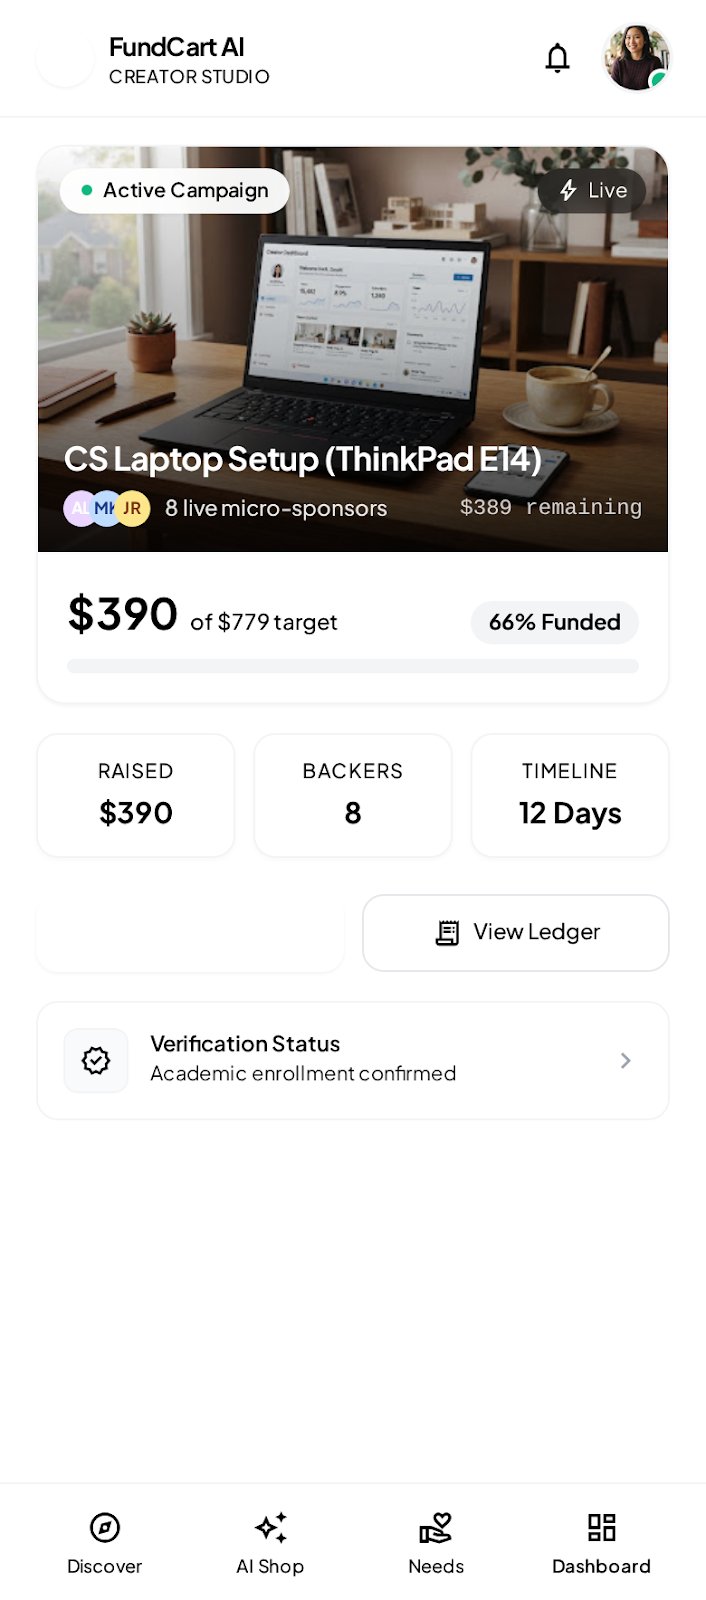 FundCart AI
CREATOR STUDIO
Active Campaign
Live
Creator Dashboard
CS Laptop Setup (ThinkPad E14)
JR
8 live micro-sponsors
$389 remaining
$390 of $779 target
66% Funded
RAISED
$390
BACKERS
8
TIMELINE
12 Days
View Ledger
Verification Status
Academic enrollment confirmed
Discover
AI Shop
Needs
Dashboard